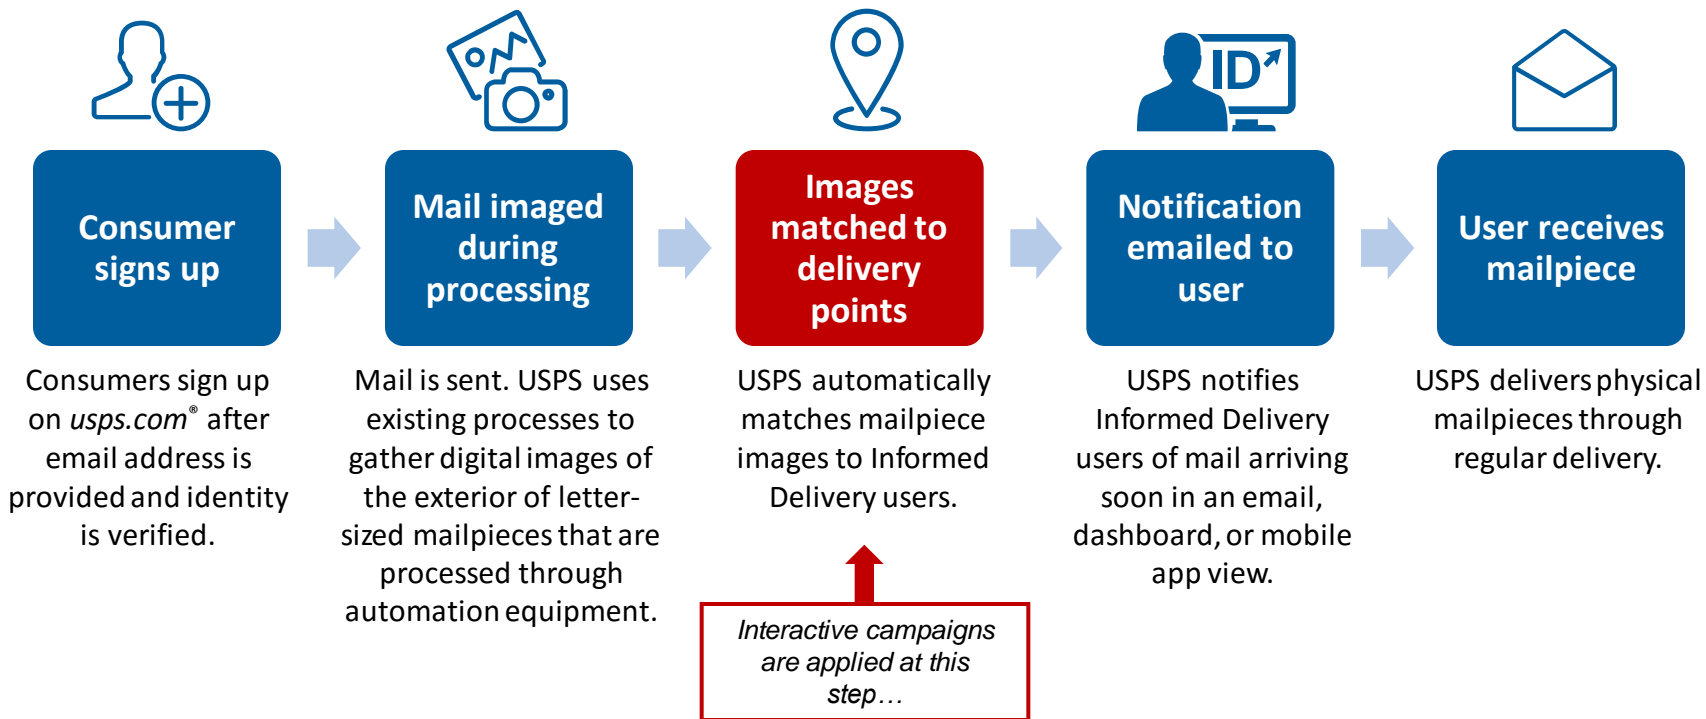 ID
Consumer
signs up
Mail imaged
during
processing
Images
matched to
delivery
points
Notification
emailed to
user
User receives
mailpiece
Consumers sign up
on usps.com® after
email address is
provided and identity
is verified.
Mail is sent. USPS uses
existing processes to
gather digital images of
the exterior of letter-
sized mailpieces that are
processed through
automation equipment.
USPS automatically
matches mailpiece
images to Informed
Delivery users.
USPS notifies
Informed Delivery
users of mail arriving
soon in an email,
dashboard, or mobile
app view.
USPS delivers physical
mailpieces through
regular delivery.
Interactive campaigns
are applied at this
step…